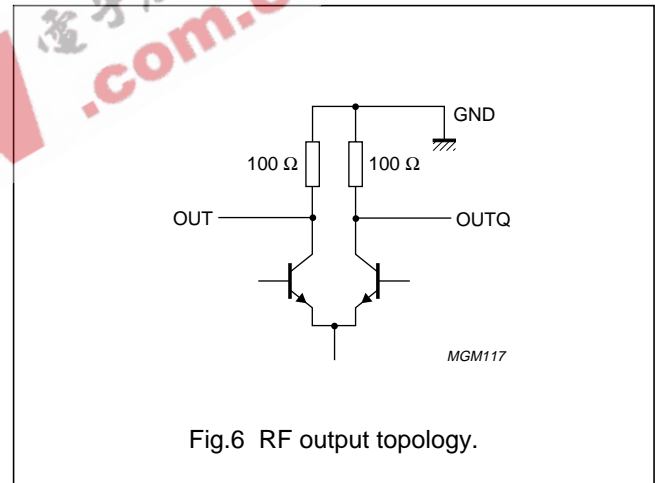 .com.
GND
100 Ω 100 Ω
OUT OUTQ
MGM117
Fig.6 RF output topology.